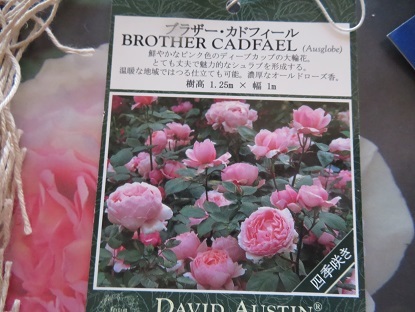 ブラザー・カドフィール
BROTHER CADFAEL (Ausglobe)
鮮やかなピンク色のディープカップの大輪花。
とても丈夫で魅力的なシュラブを形成する。
温暖な地域ではつる仕立ても可能。濃厚なオールドローズ香。
樹高 1.25m × 幅 1m
四季咲き
DAVID AUSTIN®